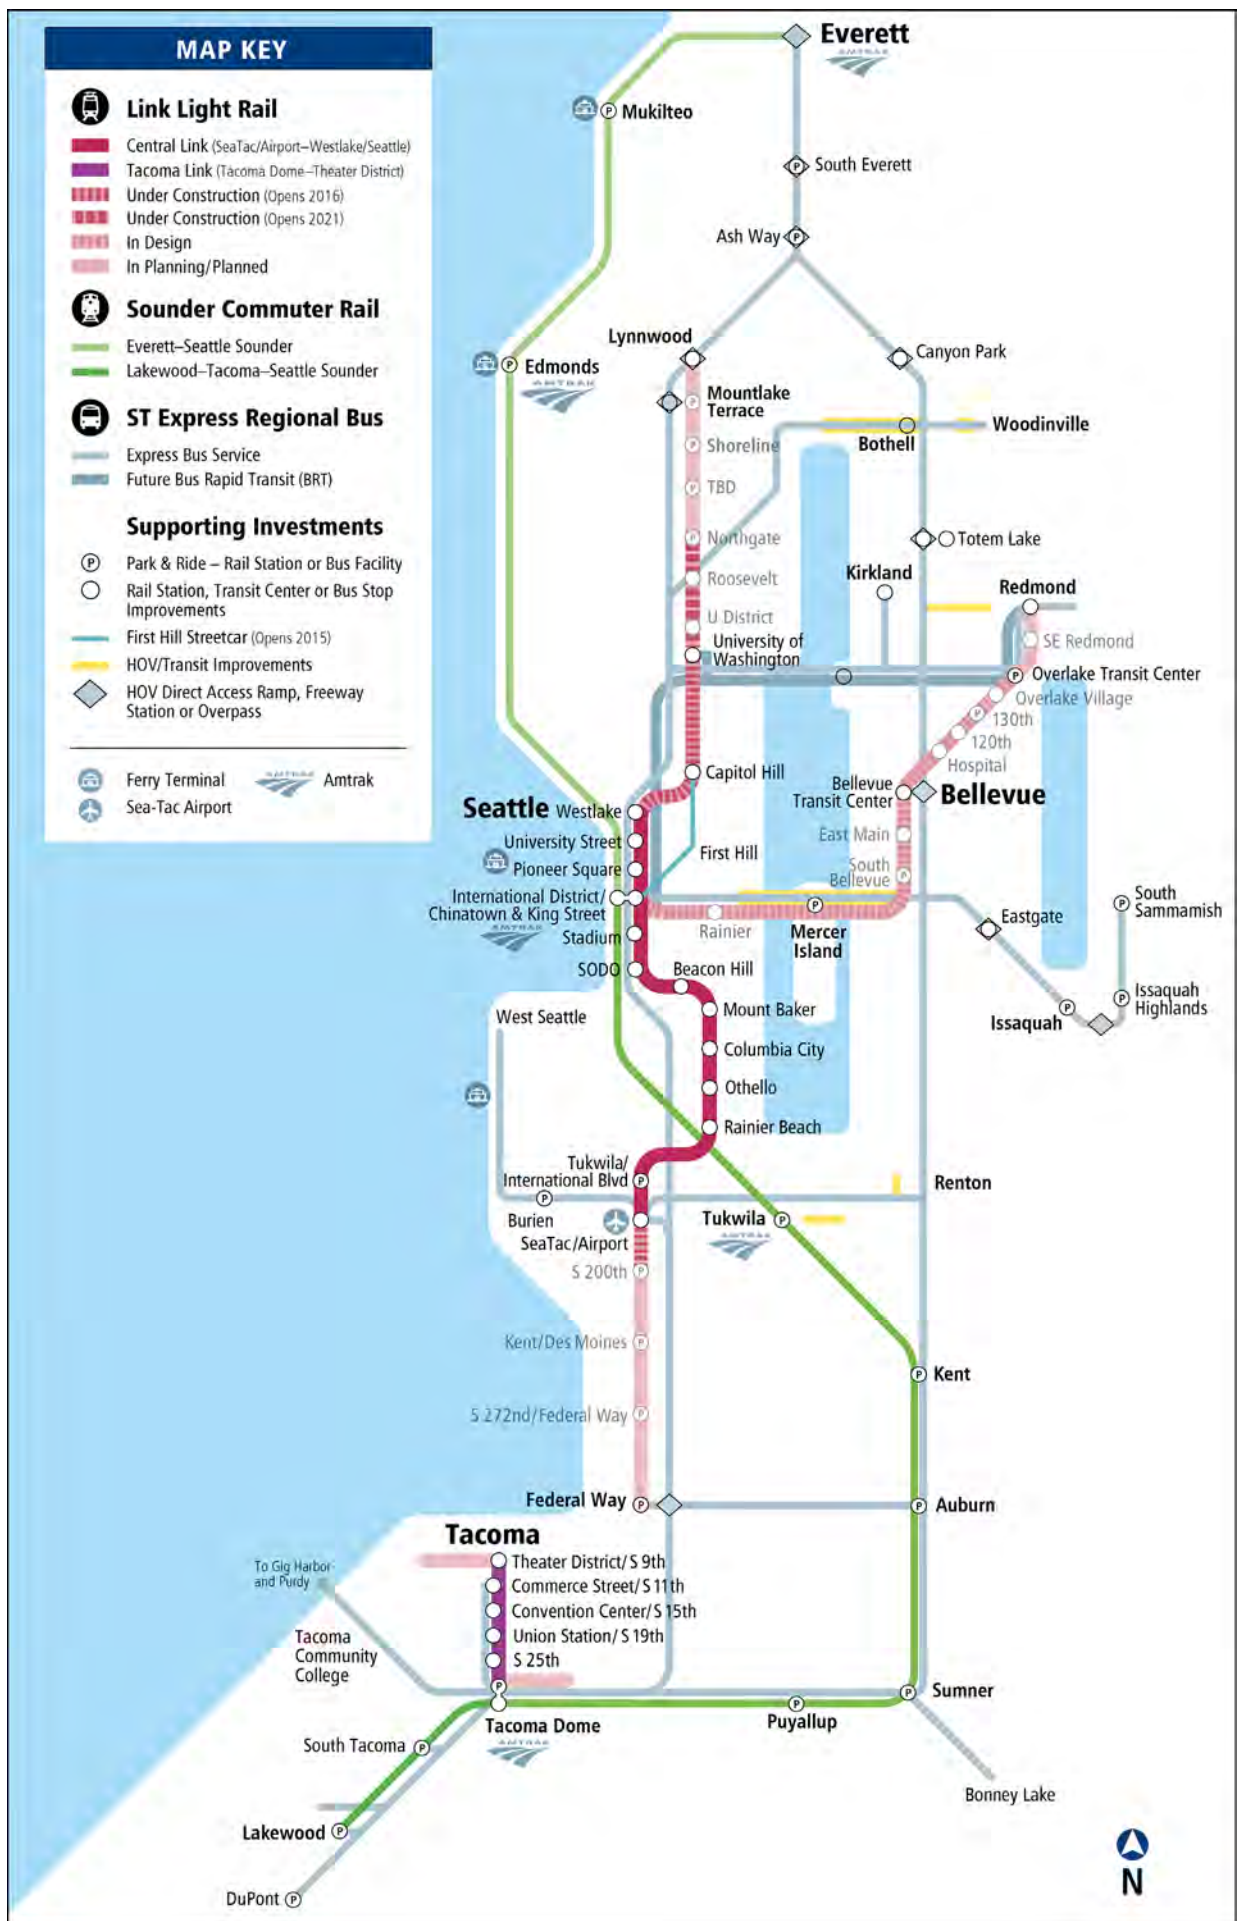 MAP KEY
Link Light Rail
Central Link (SeaTac/Airport–Westlake/Seattle)
Tacoma Link (Tacoma Dome–Theater District)
Under Construction (Opens 2016)
Under Construction (Opens 2021)
In Design
In Planning/Planned
Sounder Commuter Rail
Everett–Seattle Sounder
Lakewood–Tacoma–Seattle Sounder
ST Express Regional Bus
Express Bus Service
Future Bus Rapid Transit (BRT)
Supporting Investments
P Park & Ride – Rail Station or Bus Facility
Rail Station, Transit Center or Bus Stop
Improvements
First Hill Streetcar (Opens 2015)
HOV/Transit Improvements
HOV Direct Access Ramp, Freeway
Station or Overpass
Ferry Terminal
AMTRAK Amtrak
Sea-Tac Airport
Everett
AMTRAK
P Mukilteo
P South Everett
Ash Way P
Lynnwood
Canyon Park
P Edmonds
AMTRAK
P Mountlake
Terrace
P Shoreline
Bothell
Woodinville
P TBD
P Northgate
Totem Lake
Roosevelt
Kirkland
Redmond
U District
University of
Washington
SE Redmond
P Overlake Transit Center
Overlake Village
P 130th
120th
Hospital
Capitol Hill
Bellevue
Transit Center
Bellevue
Seattle Westlake
University Street
East Main
First Hill
Pioneer Square
South
Bellevue P
International District/
Chinatown & King Street
AMTRAK
Stadium
Rainier
P
Mercer
Island
Eastgate
P South
Sammamish
SODO
Beacon Hill
Mount Baker
P Issaquah
Highlands
Issaquah P
West Seattle
Columbia City
Othello
Rainier Beach
Tukwila/
International Blvd P
Renton
P
Burien
SeaTac/Airport
Tukwila P
AMTRAK
S 200th P
Kent/Des Moines P
P Kent
S 272nd/Federal Way P
Federal Way P
P Auburn
Tacoma
To Gig Harbor
and Purdy
Theater District/S 9th
Commerce Street/S 11th
Convention Center/S 15th
Union Station/S 19th
S 25th
Tacoma
Community
College
P
Tacoma Dome
AMTRAK
P
Puyallup
P Sumner
South Tacoma P
Bonney Lake
Lakewood P
DuPont P
N